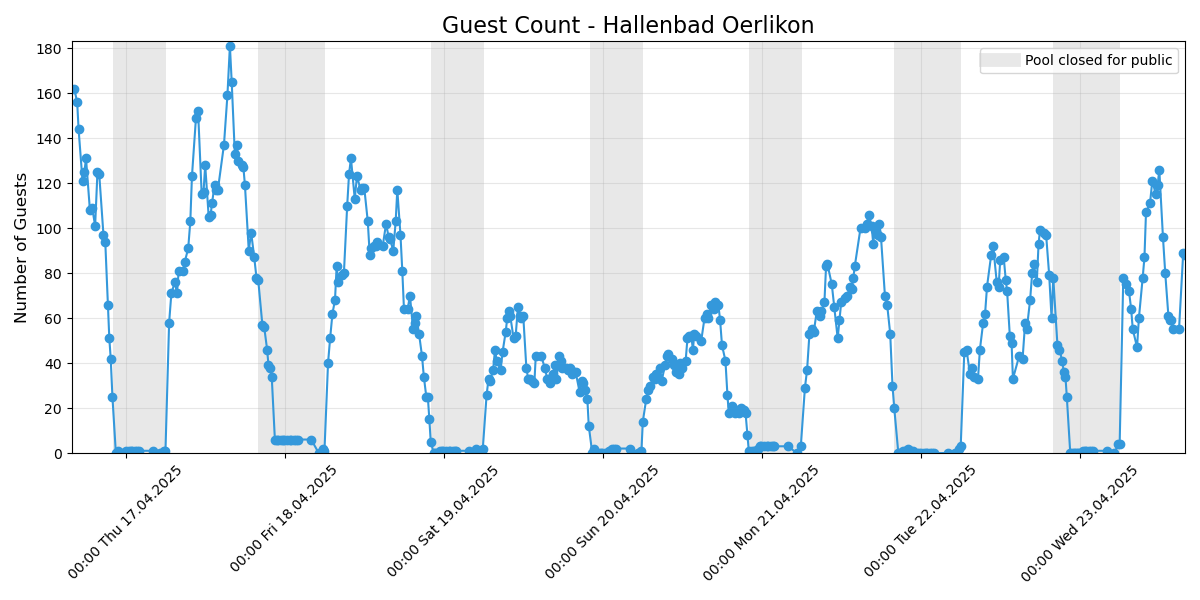 Guest Count - Hallenbad Oerlikon
Pool closed for public
Number of Guests
180
160
140
120
100
80
60
40
20
0
00:00 Thu 17.04.2025
00:00 Fri 18.04.2025
00:00 Sat 19.04.2025
00:00 Sun 20.04.2025
00:00 Mon 21.04.2025
00:00 Tue 22.04.2025
00:00 Wed 23.04.2025